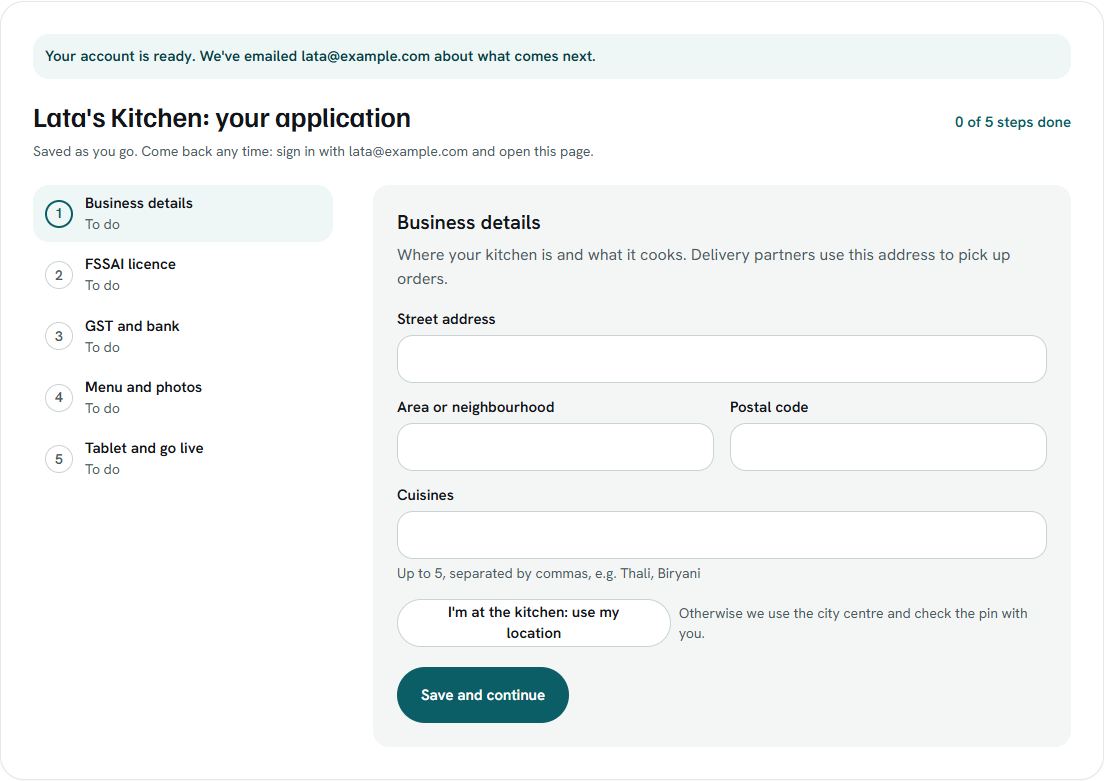 Your account is ready. We've emailed lata@example.com about what comes next.
Lata's Kitchen: your application
0 of 5 steps done
Saved as you go. Come back any time: sign in with lata@example.com and open this page.
1
Business details
To do
2
FSSAI licence
To do
3
GST and bank
To do
4
Menu and photos
To do
5
Tablet and go live
To do
Business details
Where your kitchen is and what it cooks. Delivery partners use this address to pick up
orders.
Street address
Area or neighbourhood
Postal code
Cuisines
Up to 5, separated by commas, e.g. Thali, Biryani
I'm at the kitchen: use my
location
Otherwise we use the city centre and check the pin with
you.
Save and continue